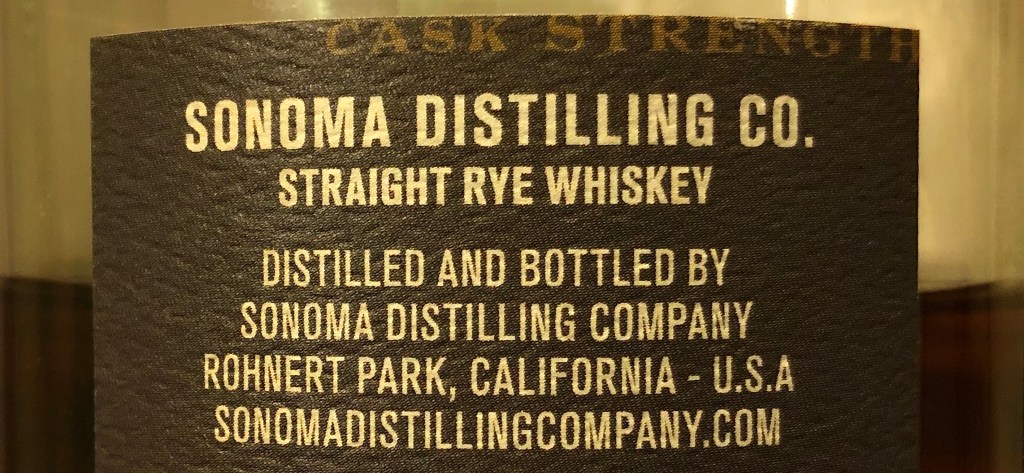 CASK STRENGTH
SONOMA DISTILLING CO.
STRAIGHT RYE WHISKEY
DISTILLED AND BOTTLED BY
SONOMA DISTILLING COMPANY
ROHNERT PARK, CALIFORNIA - U.S.A
SONOMADISTILLINGCOMPANY.COM